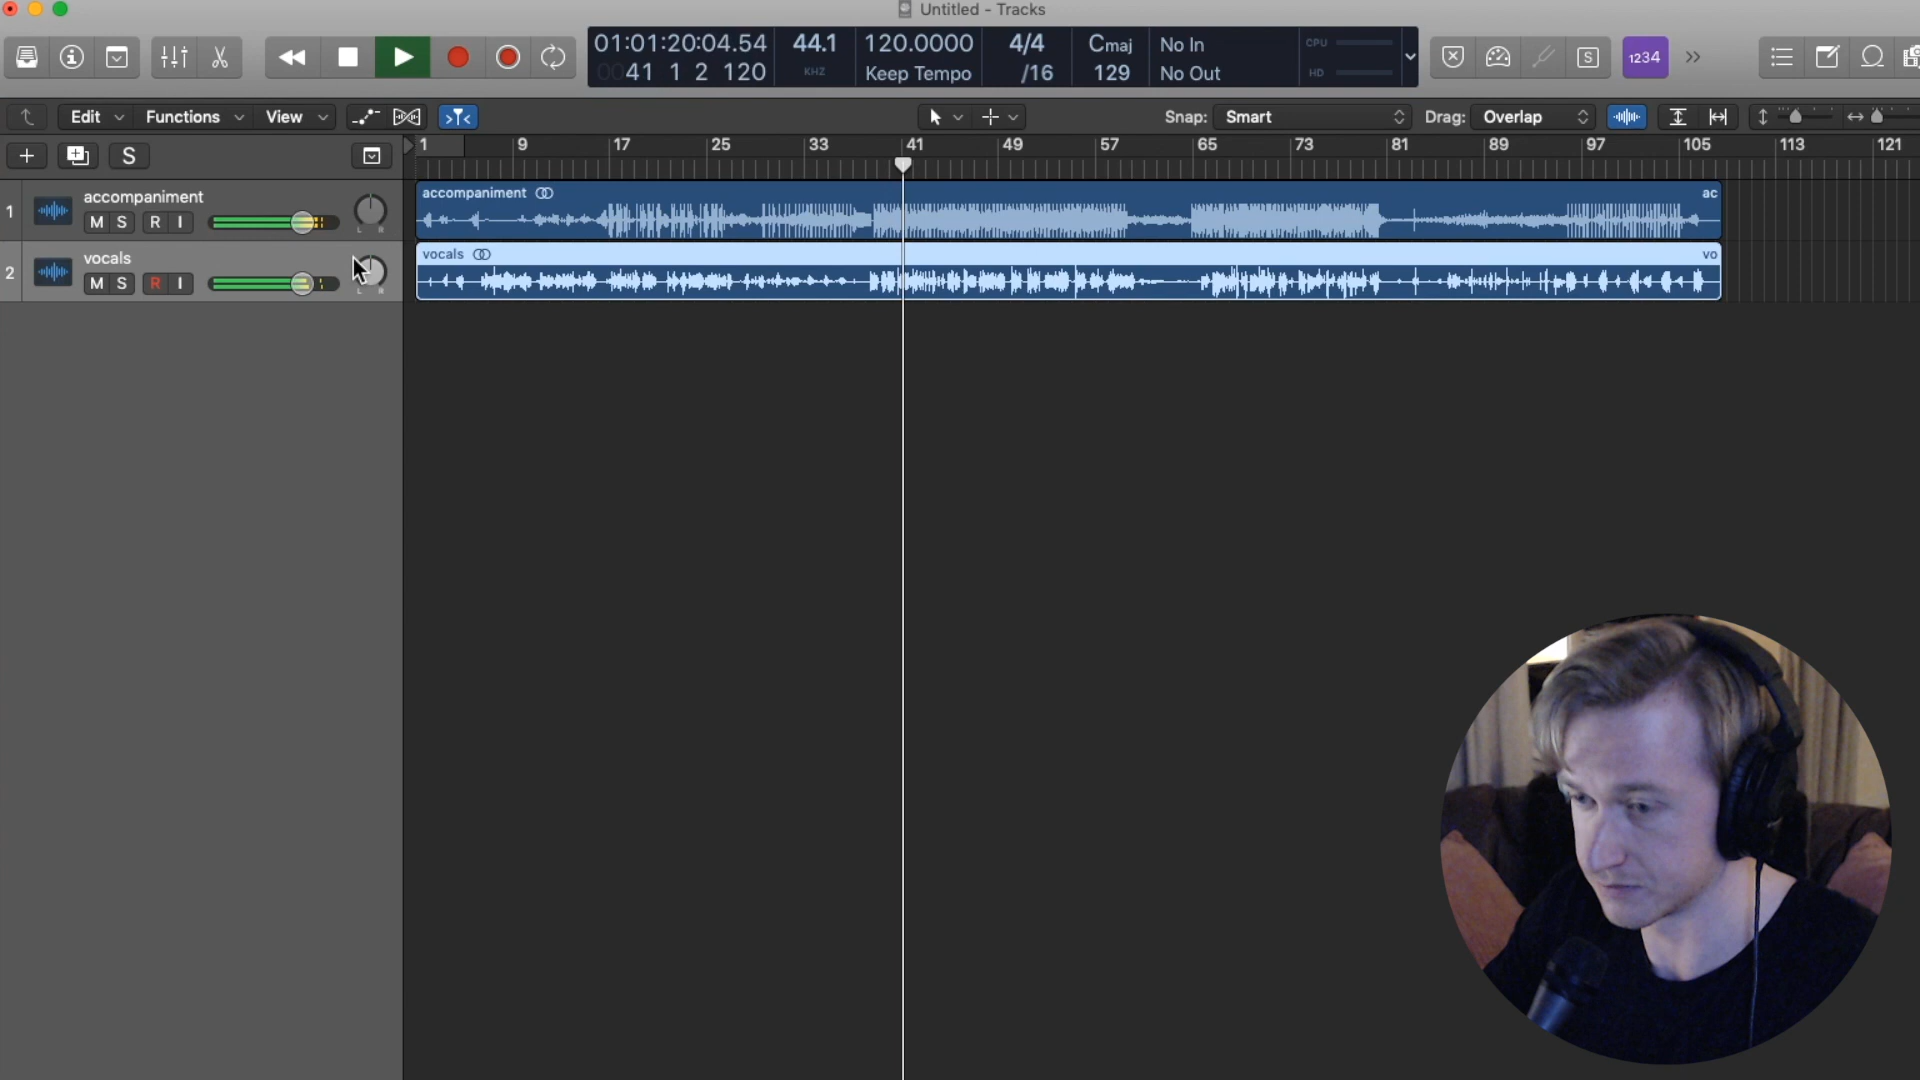 Untitled - Tracks
01:01:20:04.54 44.1 120.0000 4/4 Cmaj No In CPU
0041 1 2 120 KHZ Keep Tempo /16 129 No Out HD
S 1234
Edit Functions View Snap: Smart Drag: Overlap
S 1 9 17 25 33 41 49 57 65 73 81 89 97 105 113 121
1 accompaniment
M S R I L R
accompaniment ac
2 vocals
M S R I L R
vocals vo